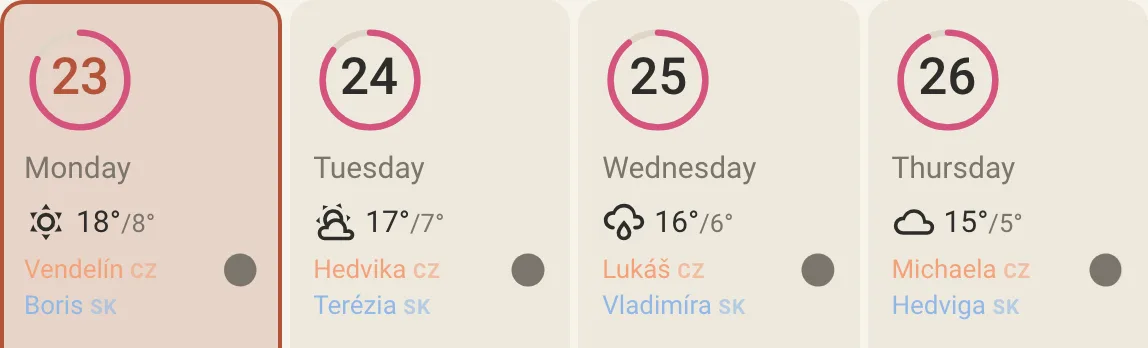 23
Monday
18°/8°
Vendelín CZ
Boris SK
24
Tuesday
17°/7°
Hedvika CZ
Terézia SK
25
Wednesday
16°/6°
Lukáš CZ
Vladimíra SK
26
Thursday
15°/5°
Michaela CZ
Hedviga SK